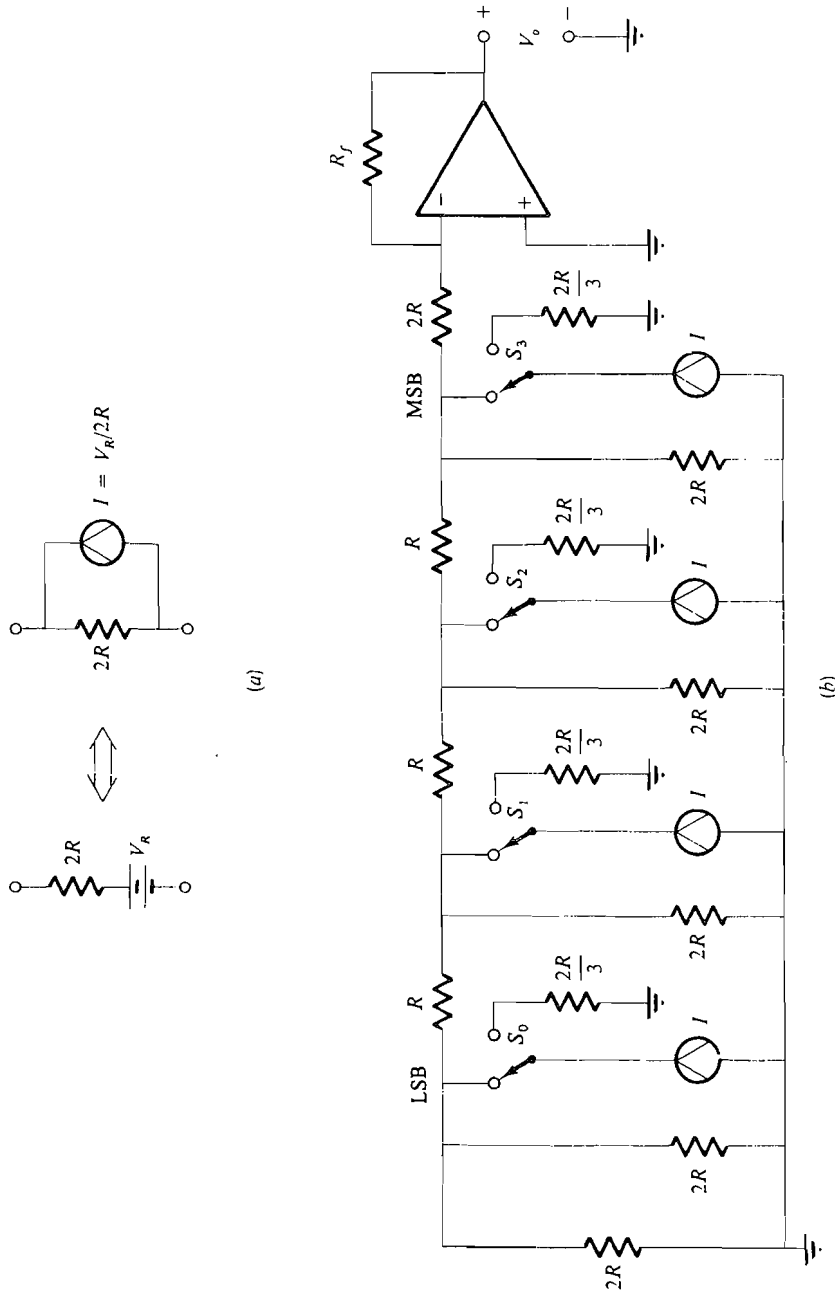 2R
V_R
2R
I = V_R/2R
(a)
R_f
+
V_o
−
−
+
LSB
R
R
R
MSB
2R
S_0
S_1
S_2
S_3
2R/3
2R/3
2R/3
2R/3
2R
2R
I
2R
I
2R
I
2R
I
(b)